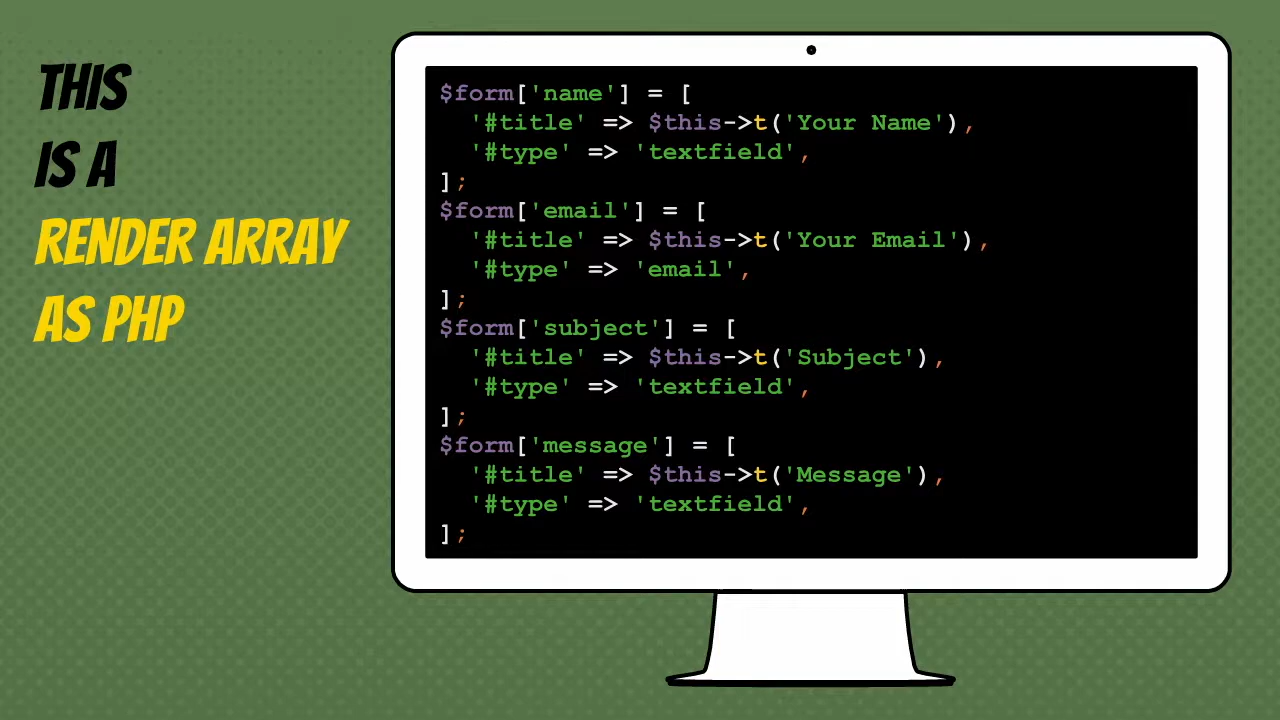 THIS
IS A
RENDER ARRAY
AS PHP
$form['name'] = [
  '#title' => $this->t('Your Name'),
  '#type' => 'textfield',
];
$form['email'] = [
  '#title' => $this->t('Your Email'),
  '#type' => 'email',
];
$form['subject'] = [
  '#title' => $this->t('Subject'),
  '#type' => 'textfield',
];
$form['message'] = [
  '#title' => $this->t('Message'),
  '#type' => 'textfield',
];